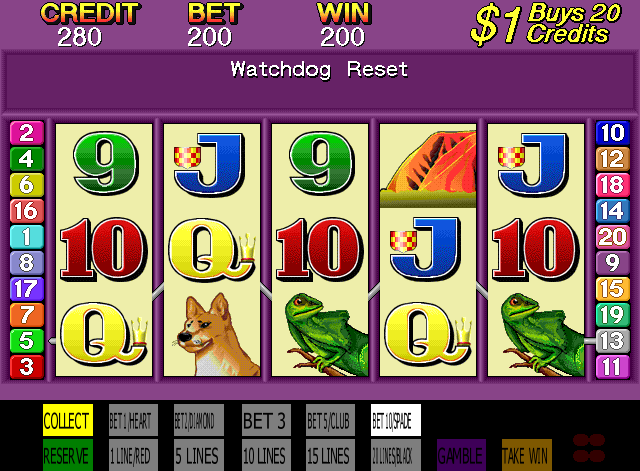 CREDIT BET WIN $1 Buys 20 Credits
280 200 200
Watchdog Reset
2 9 J 9 J 10
4 12
6 18
16 10 Q 10 J 10 14
1 20
8 9
17 15
7 Q Q 19
5 13
3 11
COLLECT BET 1/HEART BET 2/DIAMOND BET 3 BET 5/CLUB BET 10/SPADE
RESERVE 1 LINE/RED 5 LINES 10 LINES 15 LINES 20 LINES/BLACK GAMBLE TAKE WIN